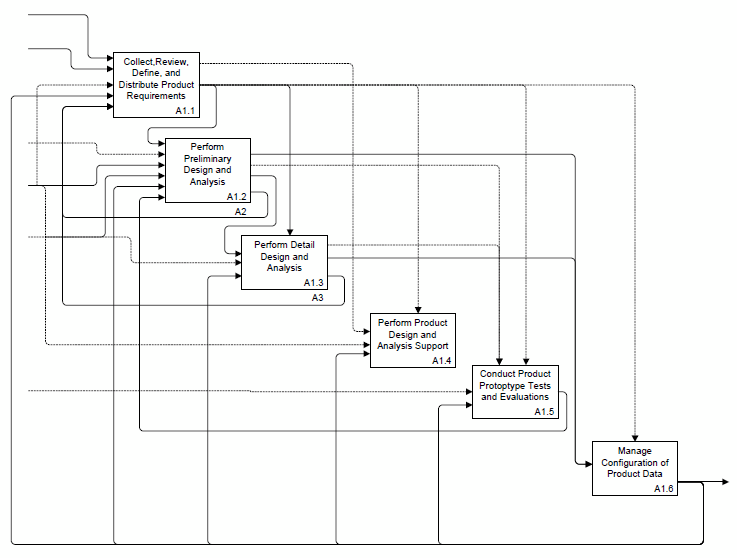 Collect,Review,
Define, and
Distribute Product
Requirements
A1.1
Perform
Preliminary
Design and
Analysis
A1.2
A2
Perform Detail
Design and
Analysis
A1.3
A3
Perform Product
Design and
Analysis Support
A1.4
Conduct Product
Protoptype Tests
and Evaluations
A1.5
Manage
Configuration of
Product Data
A1.6